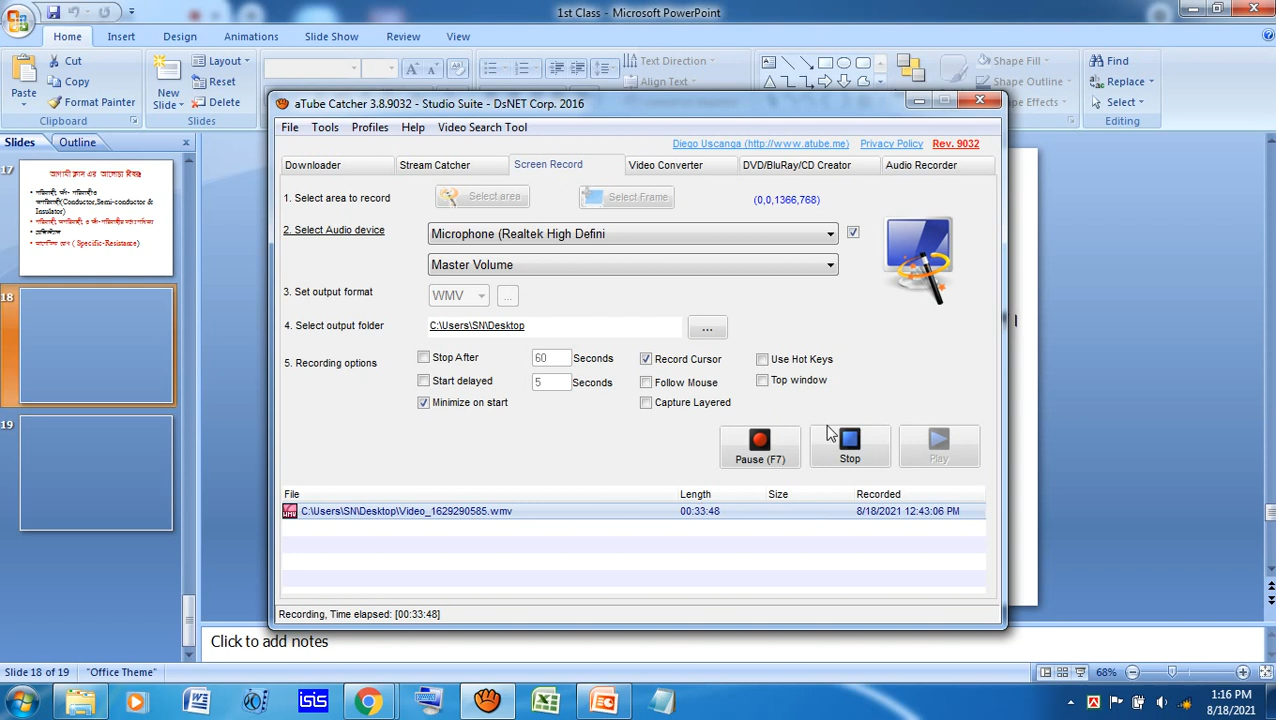 1st Class - Microsoft PowerPoint
Home Insert Design Slide Show Animations Review View
Paste
Cut
Copy
Format Painter
Clipboard
New Slide
Layout
Reset
Delete
Slides
Text Direction
Align Text
Shape Fill
Shape Outline
Effects
Find
Replace
Select
Editing
Slides Outline
17
(Conductor,Semi-conductor &
Insulator)
( Specific-Resistance)
18
19
aTube Catcher 3.8.9032 - Studio Suite - DsNET Corp. 2016
File Tools Profiles Help Video Search Tool
Diego Uscanga (http://www.atube.me) Privacy Policy Rev. 9032
Downloader Stream Catcher Screen Record Video Converter DVD/BluRay/CD Creator Audio Recorder
1. Select area to record Select area Select Frame (0,0,1366,768)
2. Select Audio device Microphone (Realtek High Defini
Master Volume
3. Set output format WMV ...
4. Select output folder C:\Users\SN\Desktop ...
5. Recording options Stop After 60 Seconds Record Cursor Use Hot Keys
Start delayed 5 Seconds Follow Mouse Top window
Minimize on start Capture Layered
Pause (F7) Stop Play
File Length Size Recorded
C:\Users\SN\Desktop\Video_1629290585.wmv 00:33:48 8/18/2021 12:43:06 PM
Recording, Time elapsed: [00:33:48]
Click to add notes
Slide 18 of 19 "Office Theme" 68%
isis
1:16 PM
8/18/2021